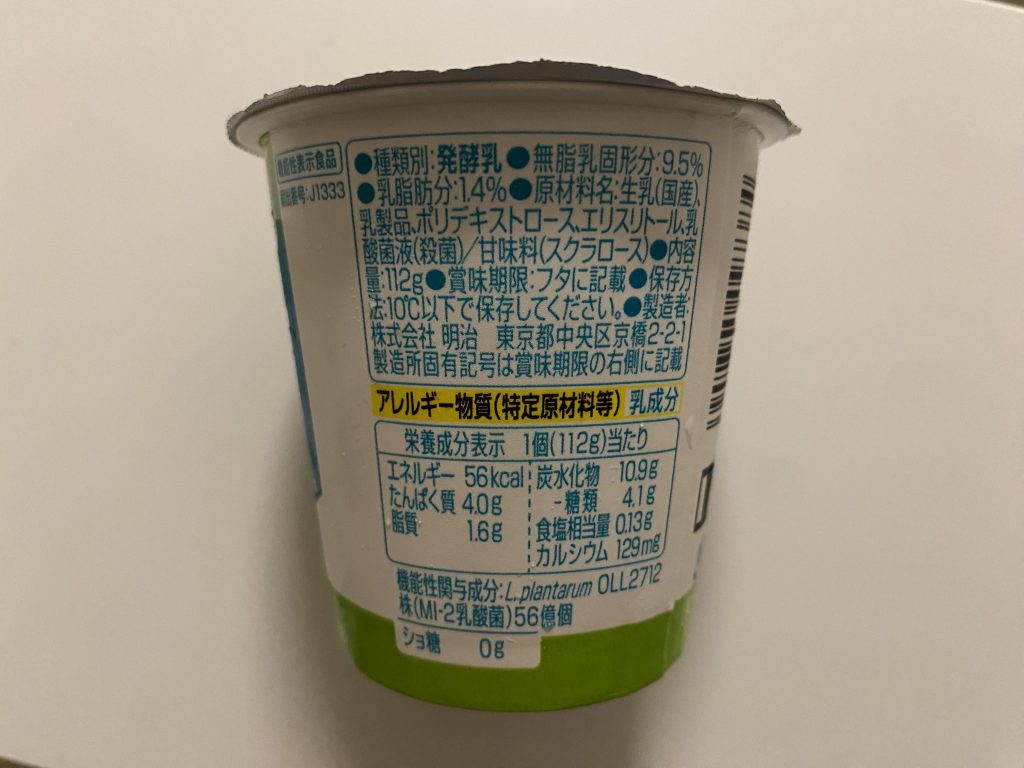 機能性表示食品
届出番号:J1333
●種類別:発酵乳●無脂乳固形分:9.5%
●乳脂肪分:1.4%●原材料名:生乳(国産)、
乳製品、ポリデキストロース、エリスリトール、乳
酸菌液(殺菌)/甘味料(スクラロース)●内容
量:112g●賞味期限:フタに記載●保存方
法:10℃以下で保存してください。●製造者:
株式会社 明治 東京都中央区京橋2-2-1
製造所固有記号は賞味期限の右側に記載
アレルギー物質(特定原材料等) 乳成分
栄養成分表示 1個(112g)当たり
エネルギー 56kcal
たんぱく質 4.0g
脂質 1.6g
炭水化物 10.9g
-糖類 4.1g
食塩相当量 0.13g
カルシウム 129mg
機能性関与成分:L.plantarum OLL2712
株(MI-2乳酸菌)56億個
ショ糖 0g